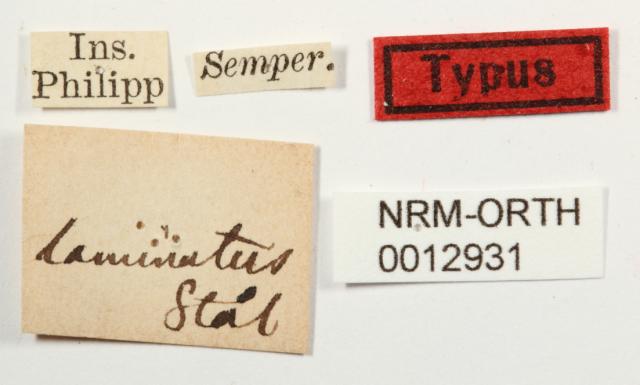 Ins.
Philipp
Semper.
Typus
laminatus
Stål
NRM-ORTH
0012931